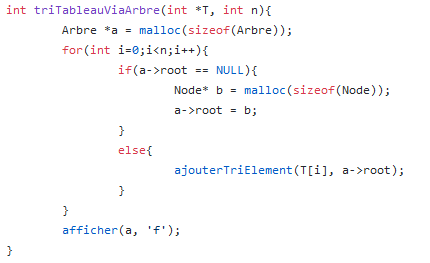 int triTableauViaArbre(int *T, int n){
        Arbre *a = malloc(sizeof(Arbre));
        for(int i=0;i<n;i++){
                if(a->root == NULL){
                        Node* b = malloc(sizeof(Node));
                        a->root = b;
                }
                else{
                        ajouterTriElement(T[i], a->root);
                }
        }
        afficher(a, 'f');
}